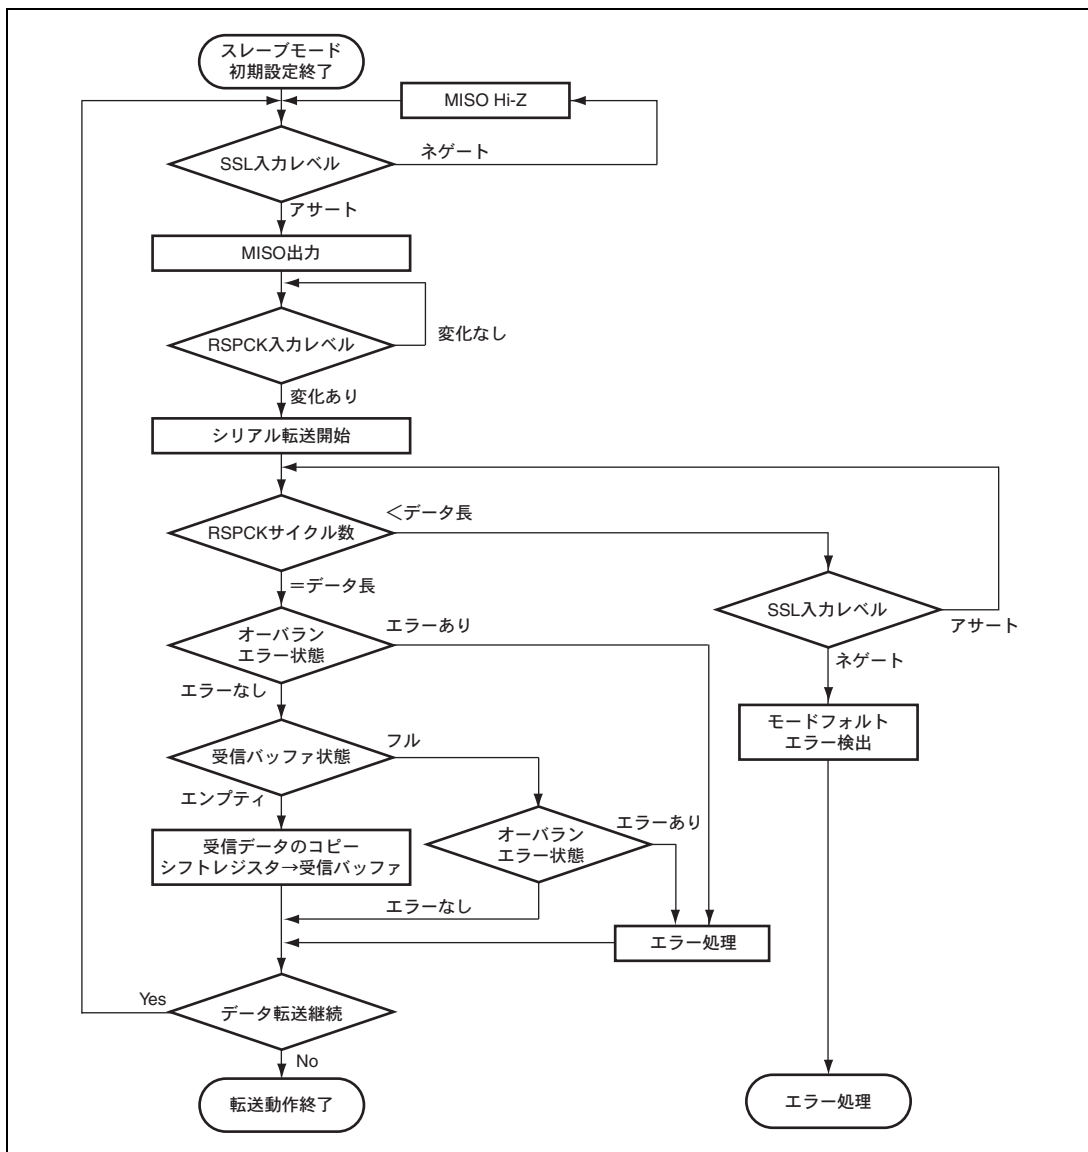 スレーブモード
初期設定終了
MISO Hi-Z
SSL入力レベル
ネゲート
アサート
MISO出力
RSPCK入力レベル
変化なし
変化あり
シリアル転送開始
RSPCKサイクル数
＜データ長
＝データ長
SSL入力レベル
アサート
ネゲート
オーバラン
エラー状態
エラーあり
エラーなし
モードフォルト
エラー検出
受信バッファ状態
フル
エンプティ
受信データのコピー
シフトレジスタ→受信バッファ
オーバラン
エラー状態
エラーあり
エラーなし
エラー処理
データ転送継続
Yes
No
転送動作終了
エラー処理